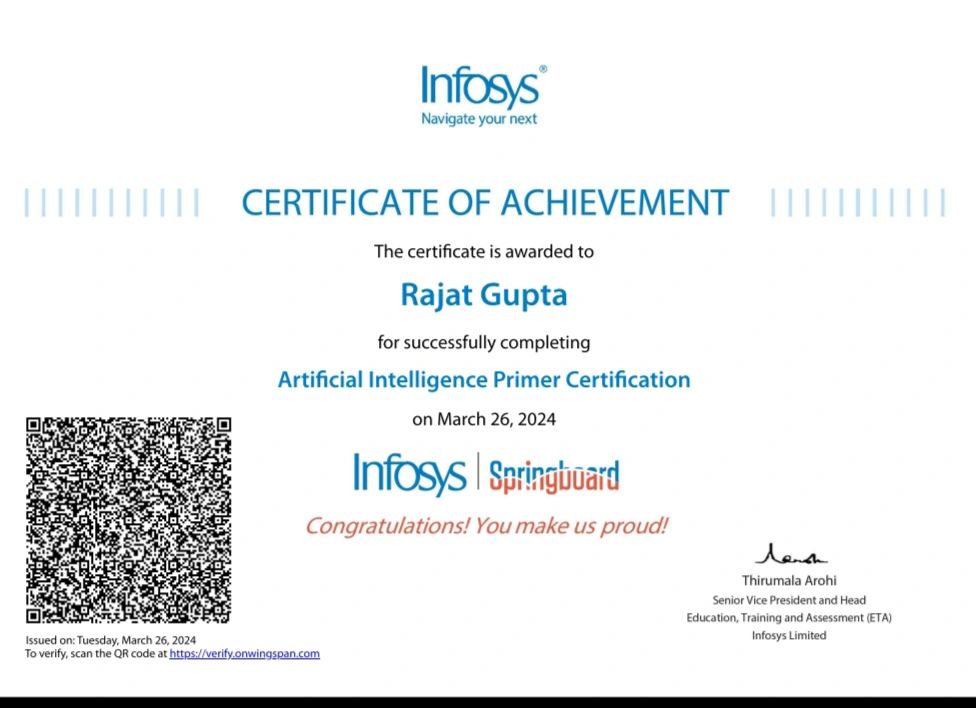 Infosys®
Navigate your next
CERTIFICATE OF ACHIEVEMENT
The certificate is awarded to
Rajat Gupta
for successfully completing
Artificial Intelligence Primer Certification
on March 26, 2024
Infosys | Springboard
Congratulations! You make us proud!
Thirumala Arohi
Senior Vice President and Head
Education, Training and Assessment (ETA)
Infosys Limited
Issued on: Tuesday, March 26, 2024
To verify, scan the QR code at https://verify.onwingspan.com